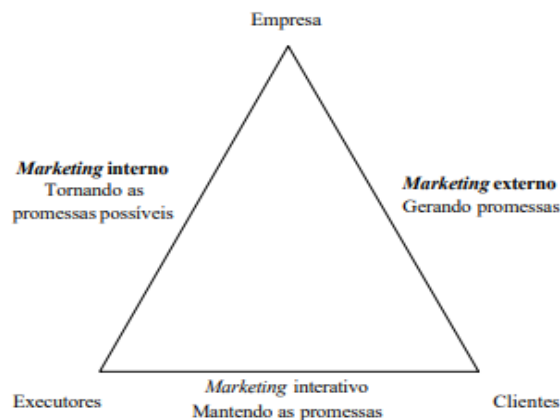 Empresa
Marketing interno
Tornando as
promessas possíveis
Marketing externo
Gerando promessas
Executores
Marketing interativo
Mantendo as promessas
Clientes